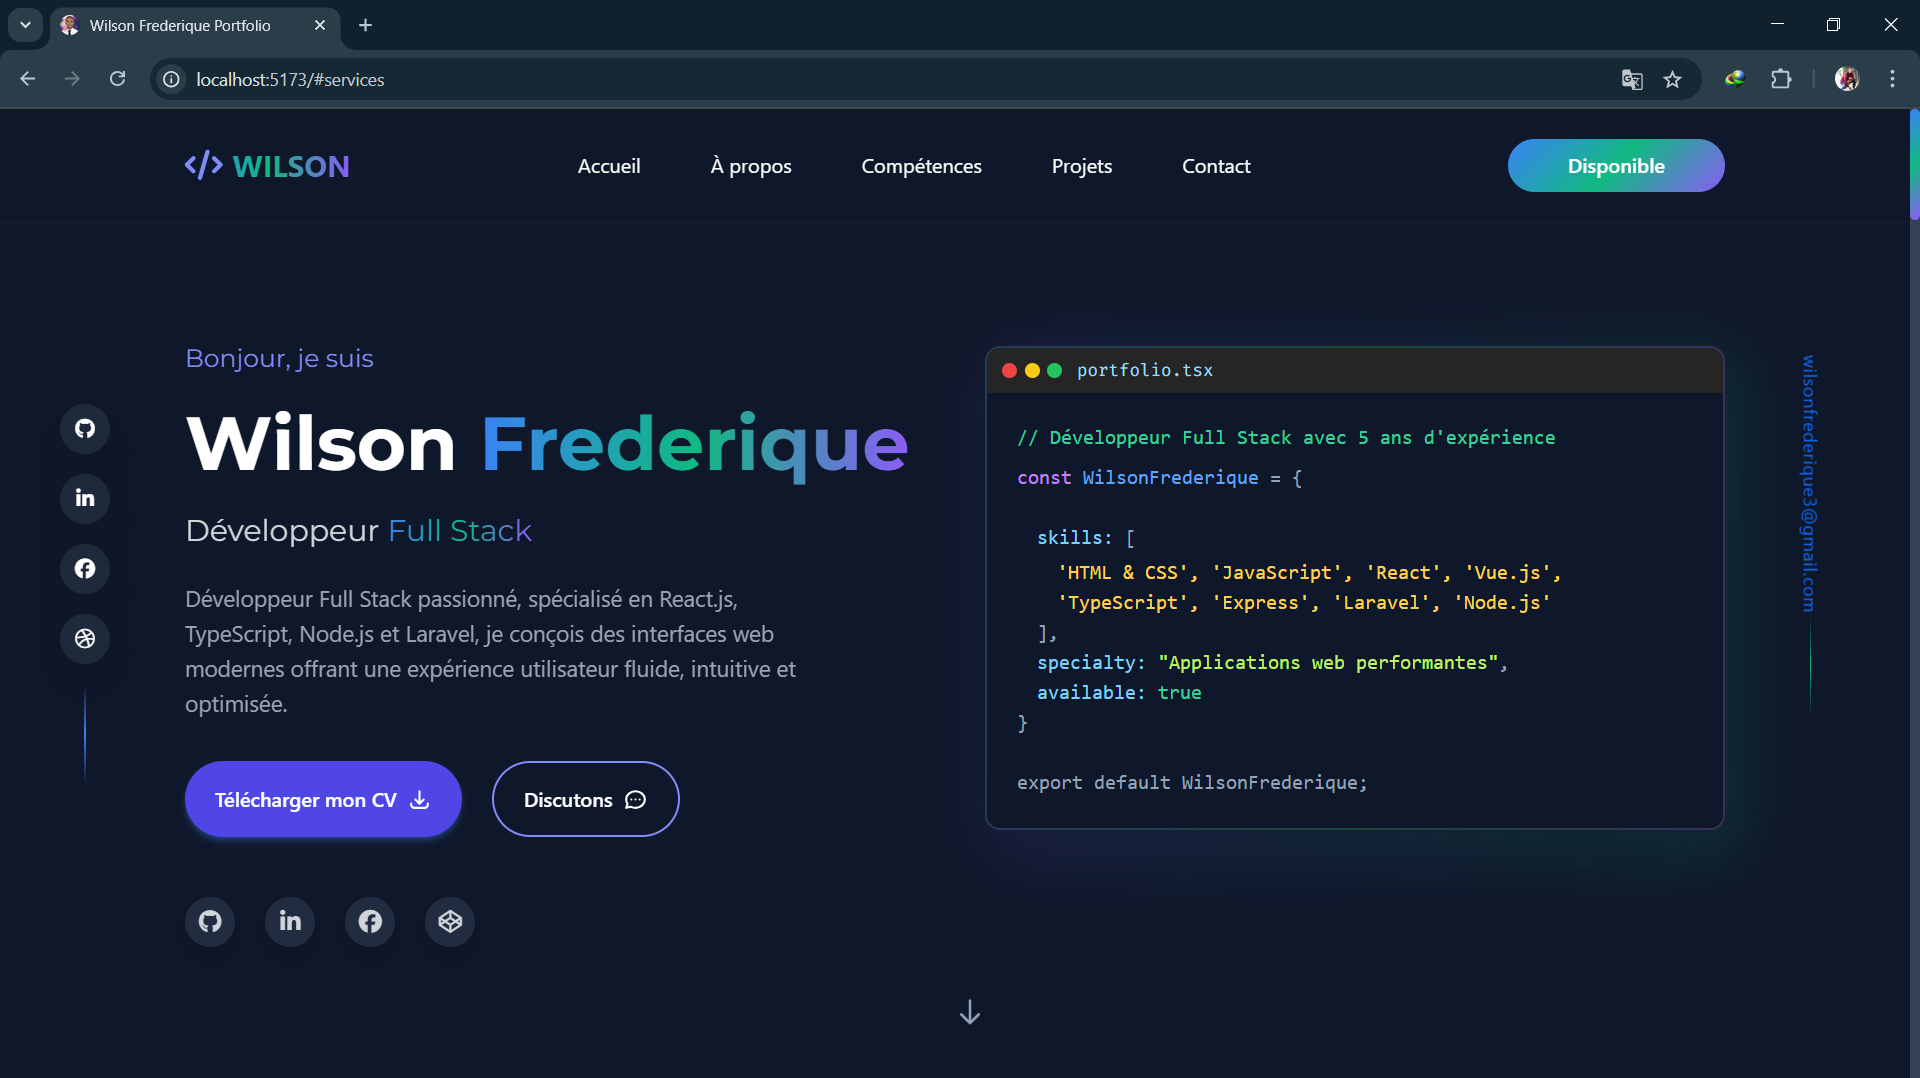 Wilson Frederique Portfolio
localhost:5173/#services
</> WILSON
Accueil
À propos
Compétences
Projets
Contact
Disponible
Bonjour, je suis
Wilson Frederique
Développeur Full Stack
Développeur Full Stack passionné, spécialisé en React.js,
TypeScript, Node.js et Laravel, je conçois des interfaces web
modernes offrant une expérience utilisateur fluide, intuitive et
optimisée.
Télécharger mon CV
Discutons
portfolio.tsx
// Développeur Full Stack avec 5 ans d'expérience
const WilsonFrederique = {
skills: [
'HTML & CSS', 'JavaScript', 'React', 'Vue.js',
'TypeScript', 'Express', 'Laravel', 'Node.js'
],
specialty: "Applications web performantes",
available: true
}
export default WilsonFrederique;
wilsonfrederique3@gmail.com